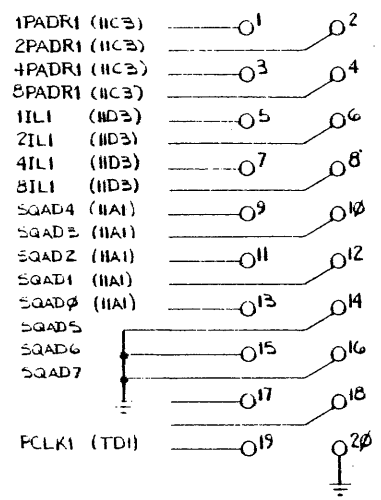 1PADR1 (11C3) 1
2PADR1 (11C3) 2
4PADR1 (11C3) 3
8PADR1 (11C3) 4
1IL1 (11D3) 5
2IL1 (11D3) 6
4IL1 (11D3) 7
8IL1 (11D3) 8
SQAD4 (11A1) 9
SQAD3 (11A1) 10
SQAD2 (11A1) 11
SQAD1 (11A1) 12
SQADØ (11A1) 13
SQAD5 14
SQAD6 15
SQAD7 16
17
18
PCLK1 (TD1) 19
2Ø